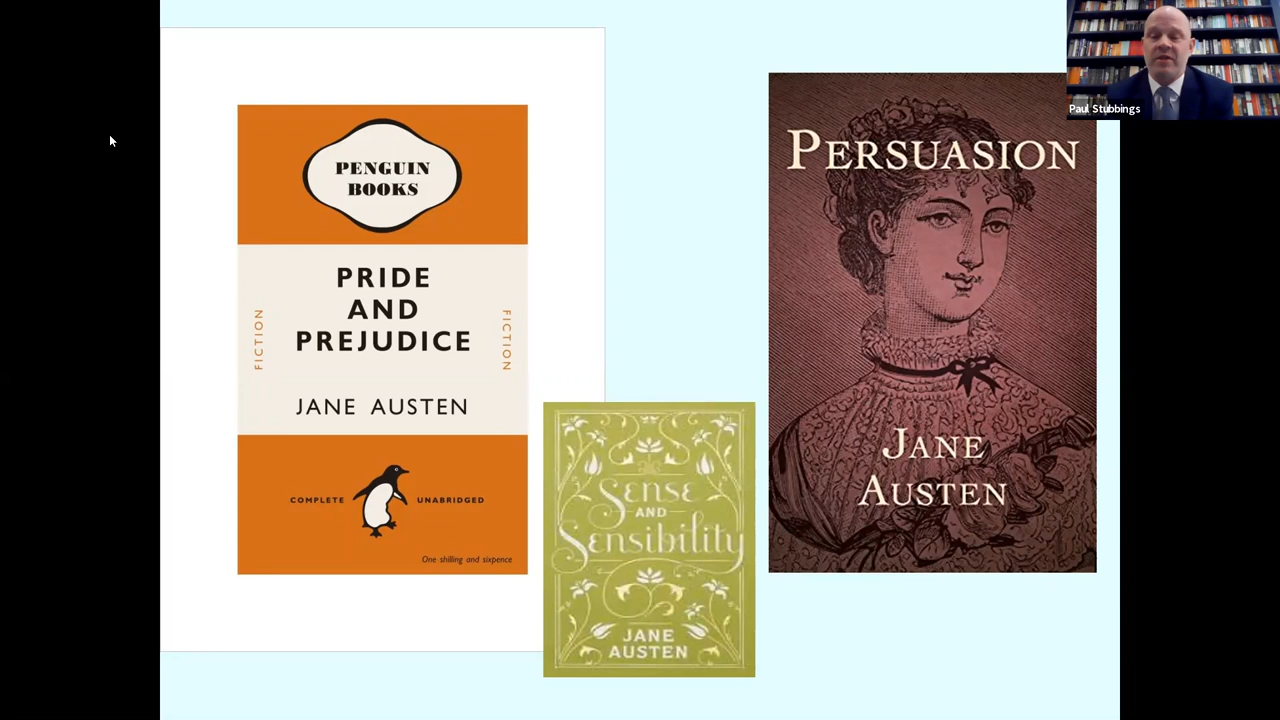 PENGUIN
BOOKS
PRIDE
AND
PREJUDICE
FICTION
FICTION
JANE AUSTEN
COMPLETE
UNABRIDGED
One shilling and sixpence
Sense
AND
Sensibility
JANE
AUSTEN
PERSUASION
JANE
AUSTEN
Paul Stubbings